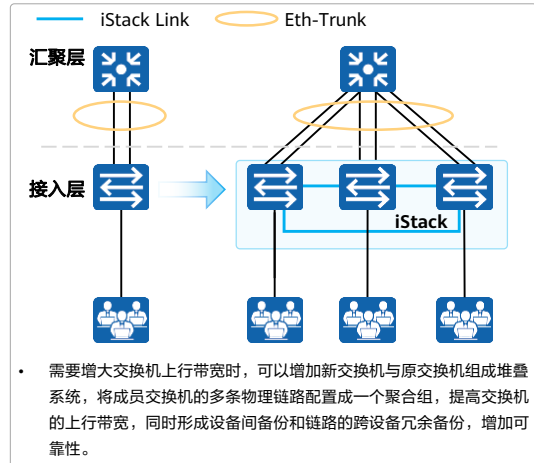 iStack Link Eth-Trunk
汇聚层
接入层
iStack
• 需要增大交换机上行带宽时，可以增加新交换机与原交换机组成堆叠
系统，将成员交换机的多条物理链路配置成一个聚合组，提高交换机
的上行带宽，同时形成设备间备份和链路的跨设备冗余备份，增加可
靠性。